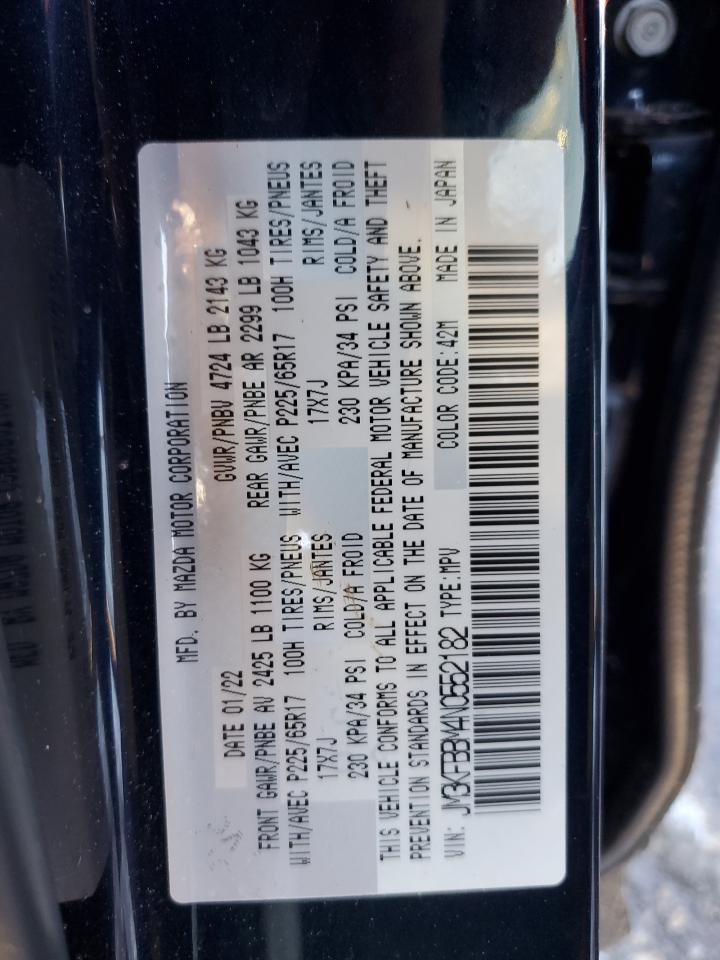 MFD. BY MAZDA MOTOR CORPORATION
DATE 01/22 GVWR/PNBV 4724 LB 2143 KG
FRONT GAWR/PNBE AV 2425 LB 1100 KG REAR GAWR/PNBE AR 2299 LB 1043 KG
WITH/AVEC P225/65R17 100H TIRES/PNEUS WITH/AVEC P225/65R17 100H TIRES/PNEUS
17X7J RIMS/JANTES 17X7J RIMS/JANTES
230 KPA/34 PSI COLD/A FROID 230 KPA/34 PSI COLD/A FROID
THIS VEHICLE CONFORMS TO ALL APPLICABLE FEDERAL MOTOR VEHICLE SAFETY AND THEFT
PREVENTION STANDARDS IN EFFECT ON THE DATE OF MANUFACTURE SHOWN ABOVE.
VIN: JM3KFBBM4N0552182 TYPE:MPV COLOR CODE:42M MADE IN JAPAN